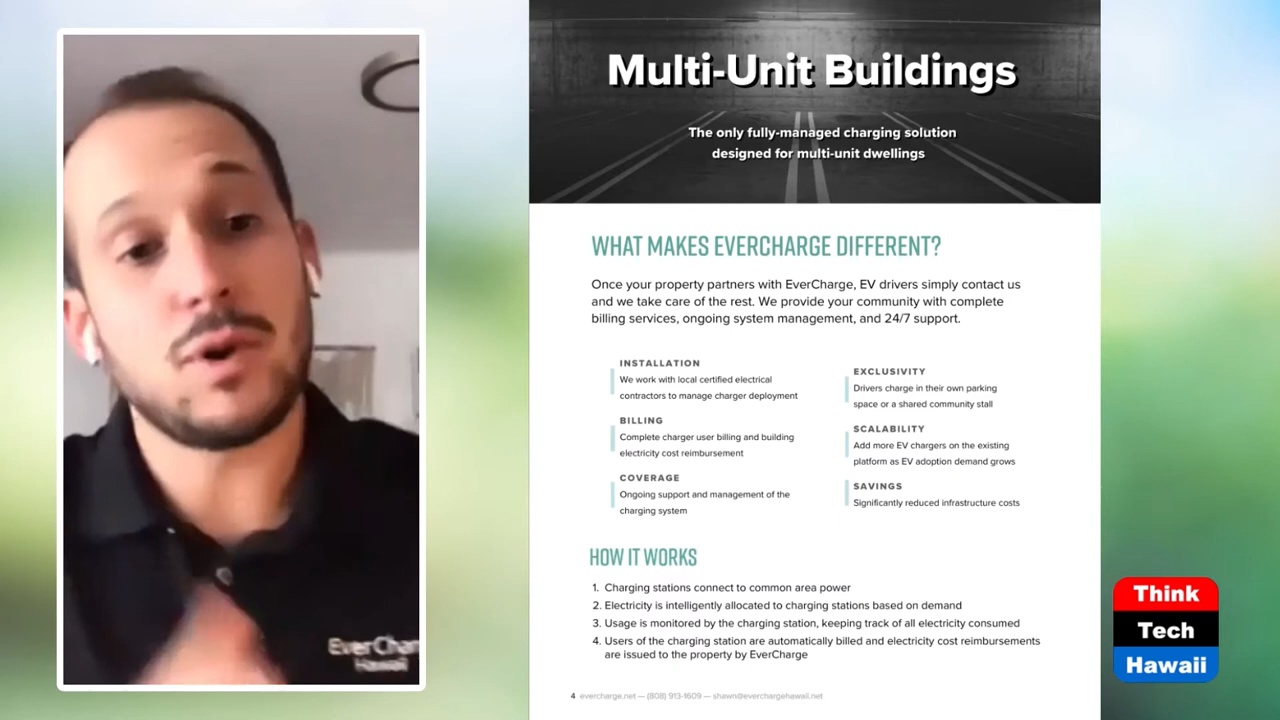 Multi-Unit Buildings
The only fully-managed charging solution
designed for multi-unit dwellings
WHAT MAKES EVERCHARGE DIFFERENT?
Once your property partners with EverCharge, EV drivers simply contact us
and we take care of the rest. We provide your community with complete
billing services, ongoing system management, and 24/7 support.
INSTALLATION
We work with local certified electrical
contractors to manage charger deployment
BILLING
Complete charger user billing and building
electricity cost reimbursement
COVERAGE
Ongoing support and management of the
charging system
EXCLUSIVITY
Drivers charge in their own parking
space or a shared community stall
SCALABILITY
Add more EV chargers on the existing
platform as EV adoption demand grows
SAVINGS
Significantly reduced infrastructure costs
HOW IT WORKS
1. Charging stations connect to common area power
2. Electricity is intelligently allocated to charging stations based on demand
3. Usage is monitored by the charging station, keeping track of all electricity consumed
4. Users of the charging station are automatically billed and electricity cost reimbursements
are issued to the property by EverCharge
4 evercharge.net — (808) 913-1609 — shawn@everchargehawaii.net
EverChar
Hawaii
Think
Tech
Hawaii